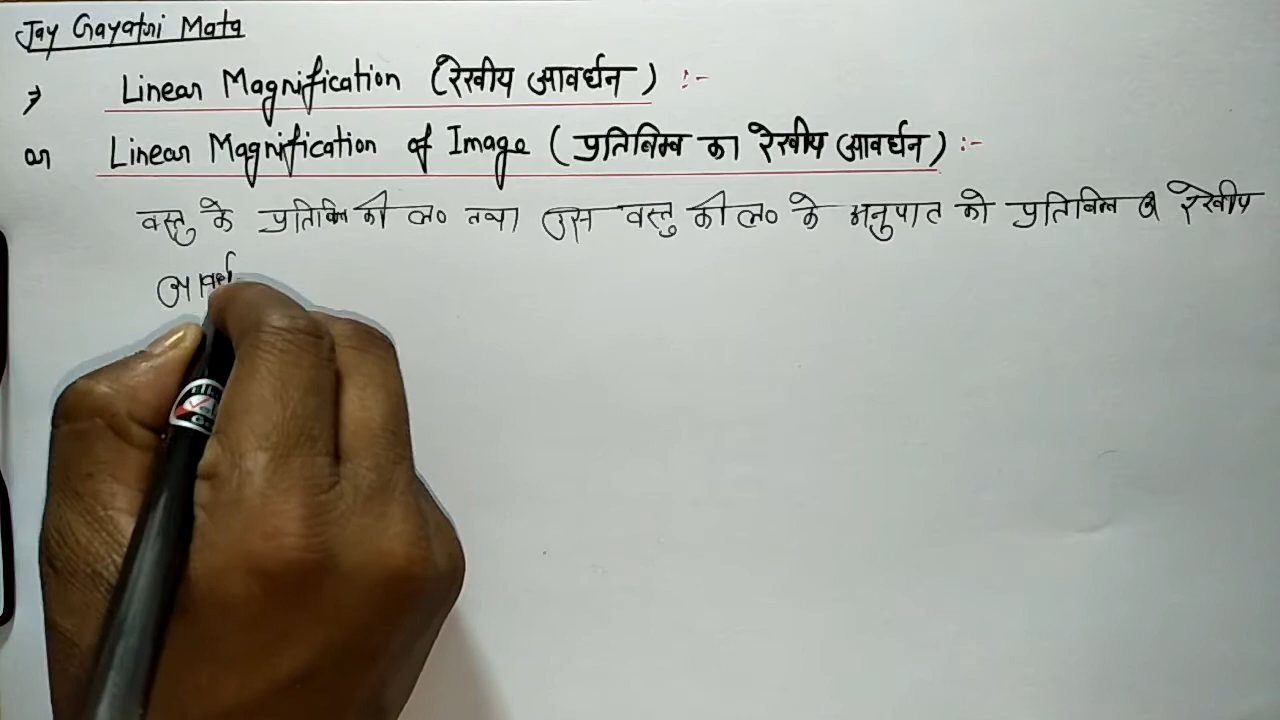 Jay Gayatri Mata
→ Linear Magnification (रेखीय आवर्धन) :-
or Linear Magnification of Image (प्रतिबिम्ब का रेखीय आवर्धन) :-
वस्तु के प्रतिबिम्ब की ल० तथा उस वस्तु की ल० के अनुपात को प्रतिबिम्ब का रेखीय
आवर्ध